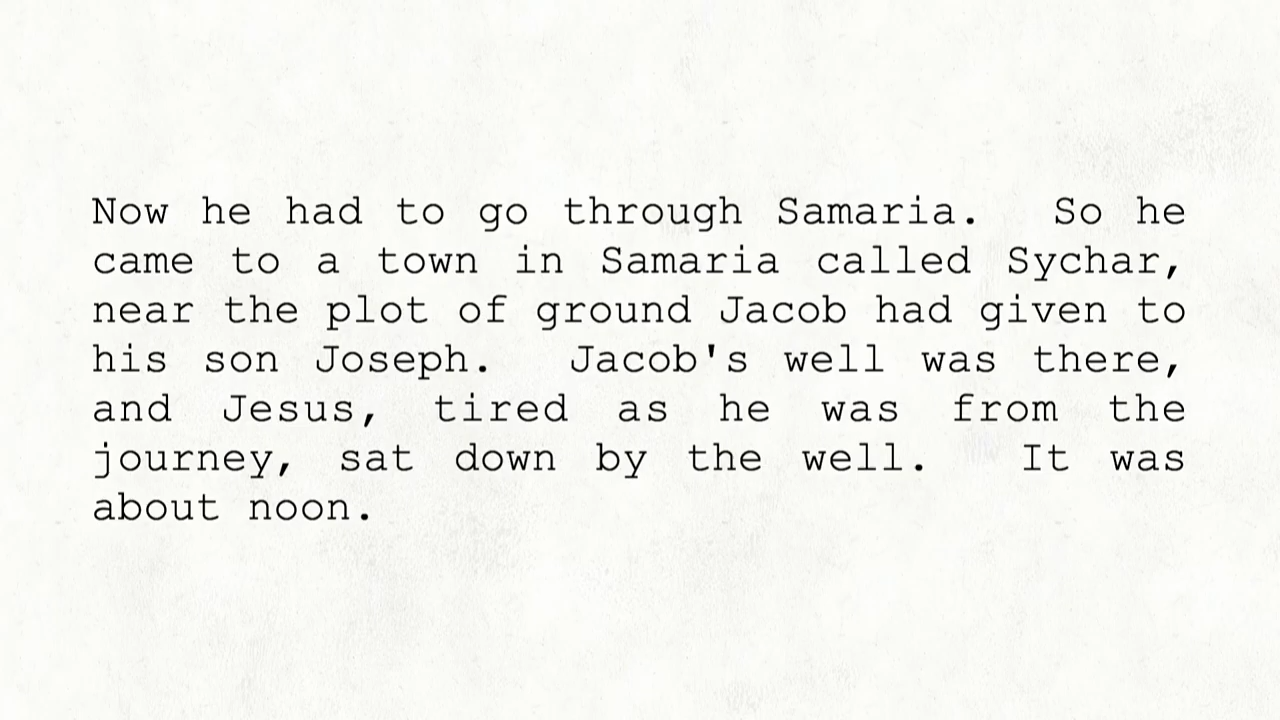 Now he had to go through Samaria.  So he
came to a town in Samaria called Sychar,
near the plot of ground Jacob had given to
his son Joseph.  Jacob's well was there,
and Jesus, tired as he was from the
journey, sat down by the well.  It was
about noon.